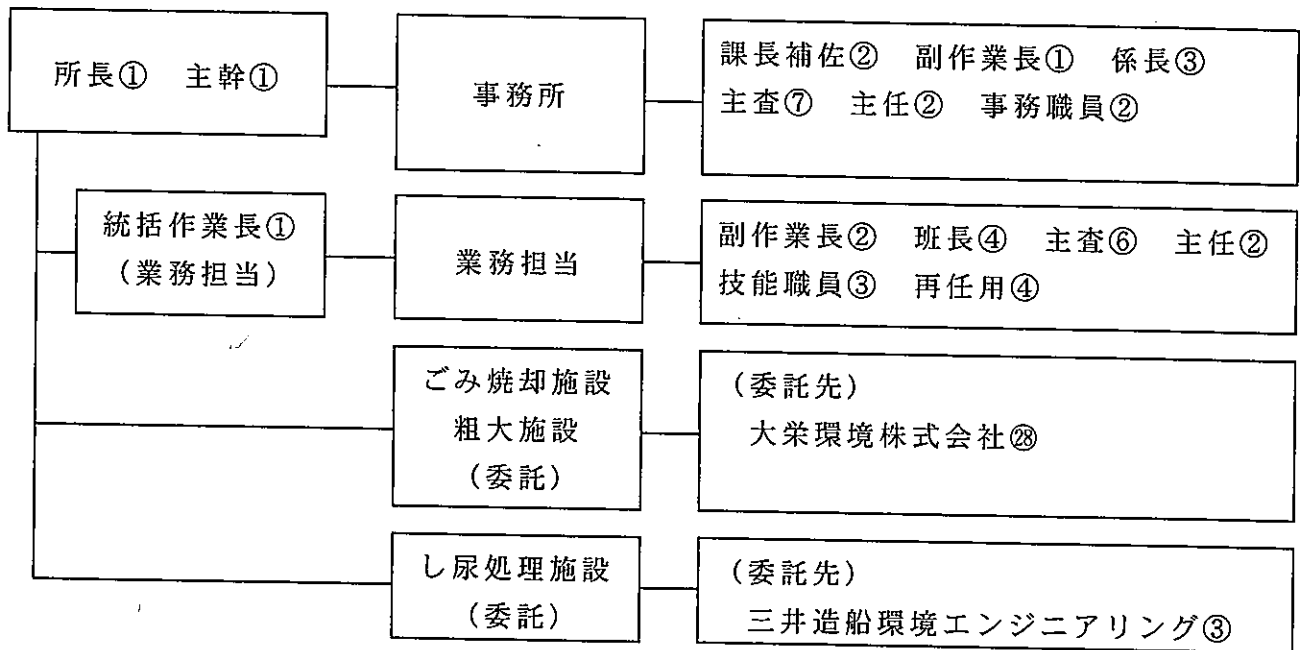 所長① 主幹①
事務所
課長補佐② 副作業長① 係長③
主査⑦ 主任② 事務職員②
統括作業長①
(業務担当)
業務担当
副作業長② 班長④ 主査⑥ 主任②
技能職員③ 再任用④
ごみ焼却施設
粗大施設
(委託)
(委託先)
大栄環境株式会社㉘
し尿処理施設
(委託)
(委託先)
三井造船環境エンジニアリング③